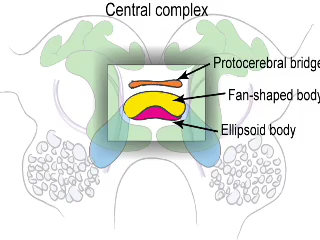 Central complex
Protocerebral bridge
Fan-shaped body
Ellipsoid body